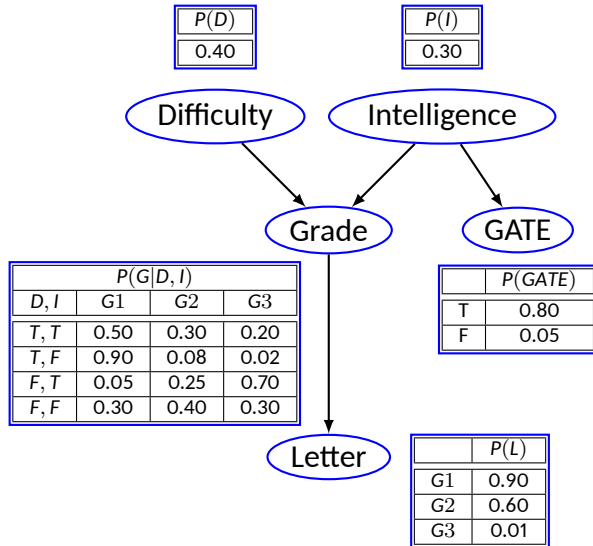 P(D) P(I)
0.40 0.30
Difficulty Intelligence
Grade GATE
P(G|D, I)
D, I G1 G2 G3
T, T 0.50 0.30 0.20
T, F 0.90 0.08 0.02
F, T 0.05 0.25 0.70
F, F 0.30 0.40 0.30
P(GATE)
T 0.80
F 0.05
Letter
P(L)
G1 0.90
G2 0.60
G3 0.01